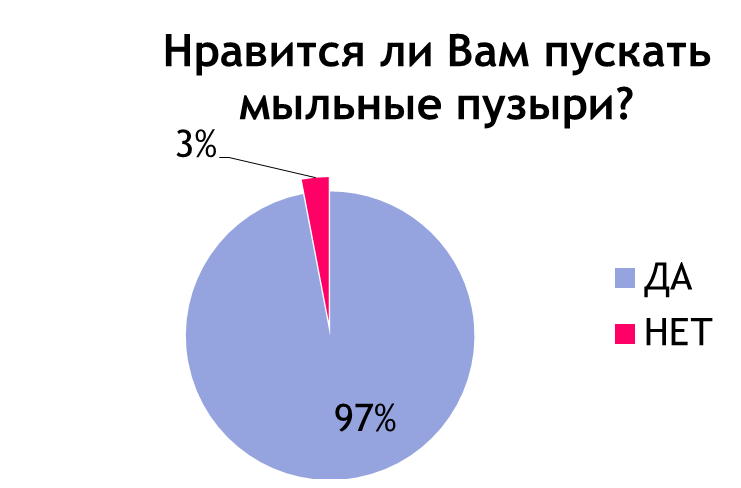 Нравится ли Вам пускать
мыльные пузыри?
3%
ДА
НЕТ
97%